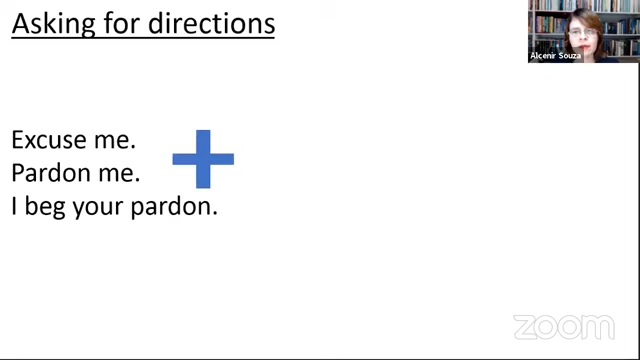 Asking for directions
Alcenir Souza
Excuse me.
Pardon me.
I beg your pardon.
zoom